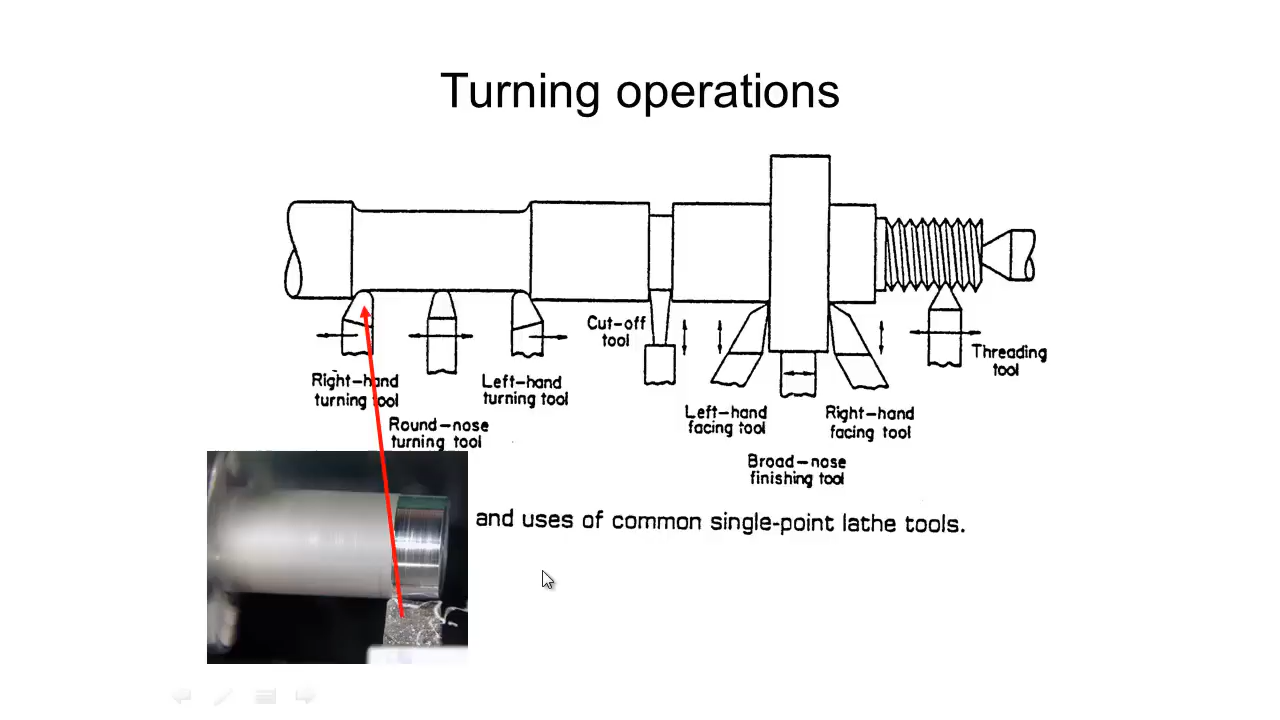 Turning operations
Cut-off
tool
Threading
tool
Right-hand
turning tool
Left-hand
turning tool
Round-nose
turning tool
Left-hand
facing tool
Right-hand
facing tool
Broad-nose
finishing tool
and uses of common single-point lathe tools.